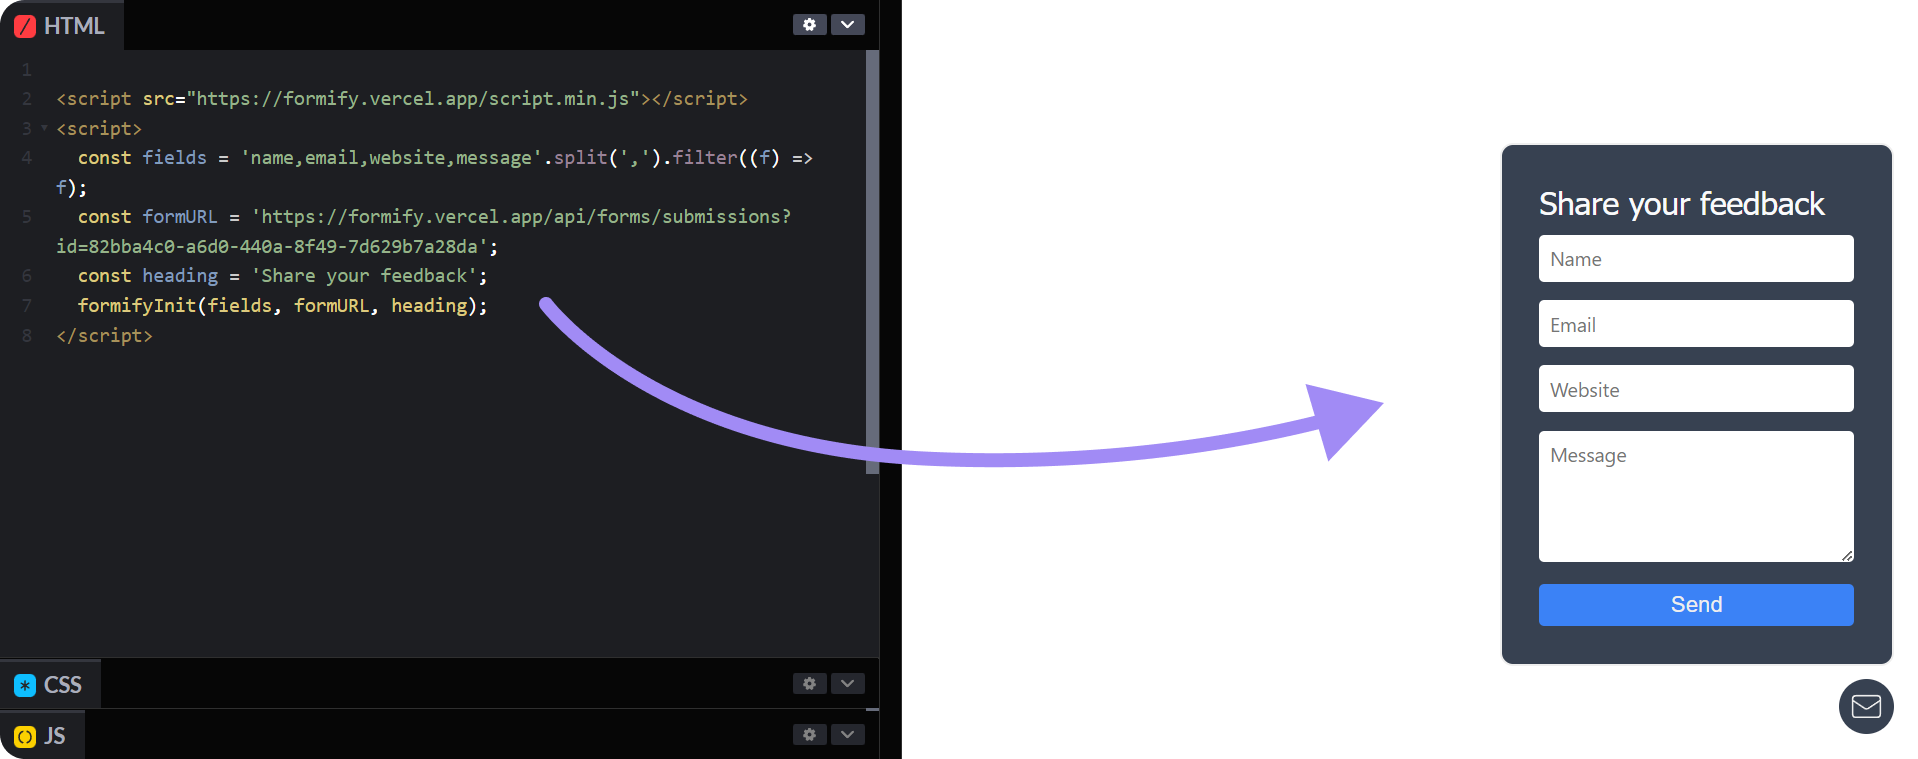 HTML
1
2 <script src="https://formify.vercel.app/script.min.js"></script>
3 <script>
4 const fields = 'name,email,website,message'.split(',').filter((f) =>
f);
5 const formURL = 'https://formify.vercel.app/api/forms/submissions?
id=82bba4c0-a6d0-440a-8f49-7d629b7a28da';
6 const heading = 'Share your feedback';
7 formifyInit(fields, formURL, heading);
8 </script>
CSS
JS
Share your feedback
Name
Email
Website
Message
Send